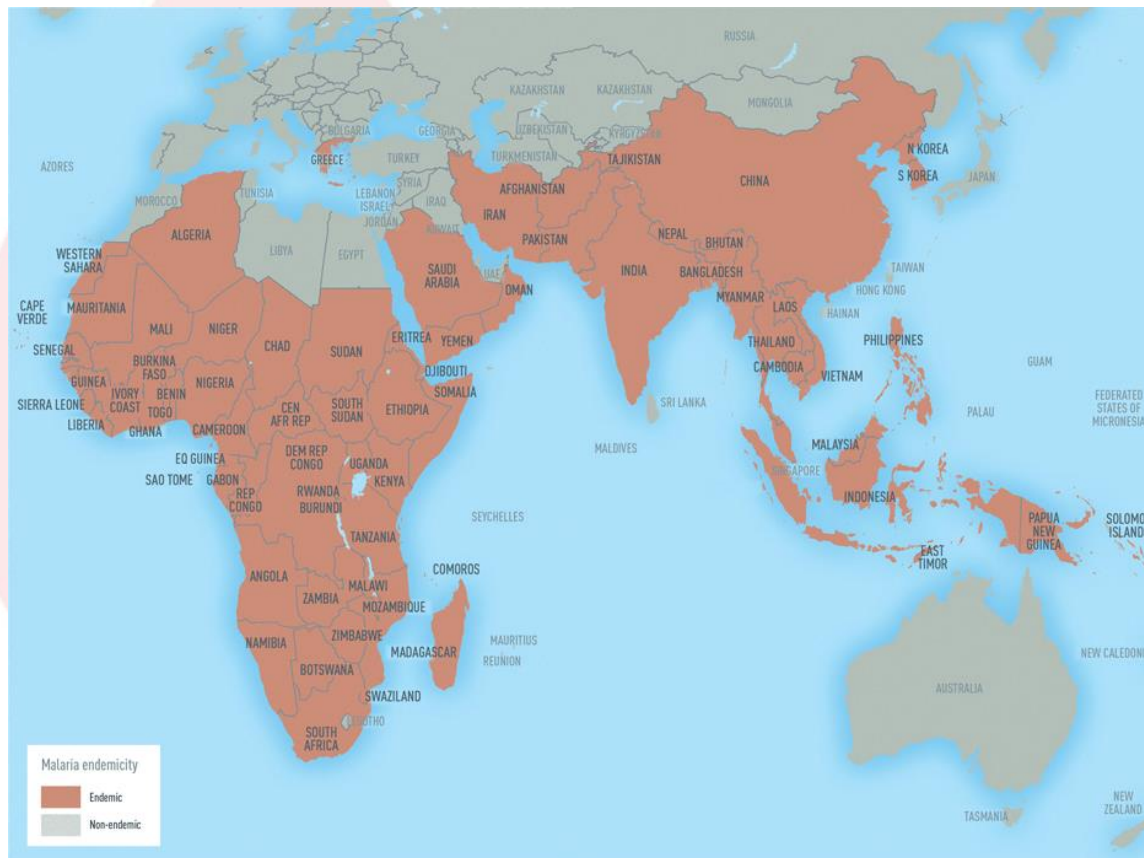 RUSSIA
KAZAKHSTAN
KAZAKHSTAN
MONGOLIA
BULGARIA
GEORGIA
UZBEKISTAN
KYRGYZSTAN
AZORES
GREECE
TURKEY
TURKMENISTAN
TAJIKISTAN
N KOREA
S KOREA
JAPAN
CHINA
TUNISIA
SYRIA
LEBANON
ISRAEL
IRAQ
JORDAN
KUWAIT
AFGHANISTAN
IRAN
MOROCCO
ALGERIA
LIBYA
EGYPT
PAKISTAN
NEPAL
BHUTAN
WESTERN
SAHARA
SAUDI
ARABIA
UAE
OMAN
INDIA
BANGLADESH
TAIWAN
HONG KONG
MYANMAR
LAOS
HAINAN
CAPE
VERDE
MAURITANIA
MALI
NIGER
CHAD
SUDAN
ERITREA
YEMEN
THAILAND
PHILIPPINES
SENEGAL
BURKINA
FASO
DJIBOUTI
CAMBODIA
VIETNAM
GUAM
GUINEA
IVORY
COAST
BENIN
TOGO
NIGERIA
SOMALIA
SIERRA LEONE
LIBERIA
GHANA
CAMEROON
CEN
AFR REP
SOUTH
SUDAN
ETHIOPIA
SRI LANKA
PALAU
FEDERATED
STATES OF
MICRONESIA
MALDIVES
MALAYSIA
SINGAPORE
EQ GUINEA
SAO TOME
GABON
REP
CONGO
DEM REP
CONGO
UGANDA
KENYA
RWANDA
BURUNDI
INDONESIA
SEYCHELLES
TANZANIA
PAPUA
NEW
GUINEA
SOLOMO
ISLAND
EAST
TIMOR
COMOROS
ANGOLA
MALAWI
ZAMBIA
MOZAMBIQUE
NAMIBIA
ZIMBABWE
MADAGASCAR
MAURITIUS
REUNION
NEW CALEDONI
BOTSWANA
SWAZILAND
AUSTRALIA
LESOTHO
SOUTH
AFRICA
TASMANIA
NEW
ZEALAND
Malaria endemicity
Endemic
Non-endemic